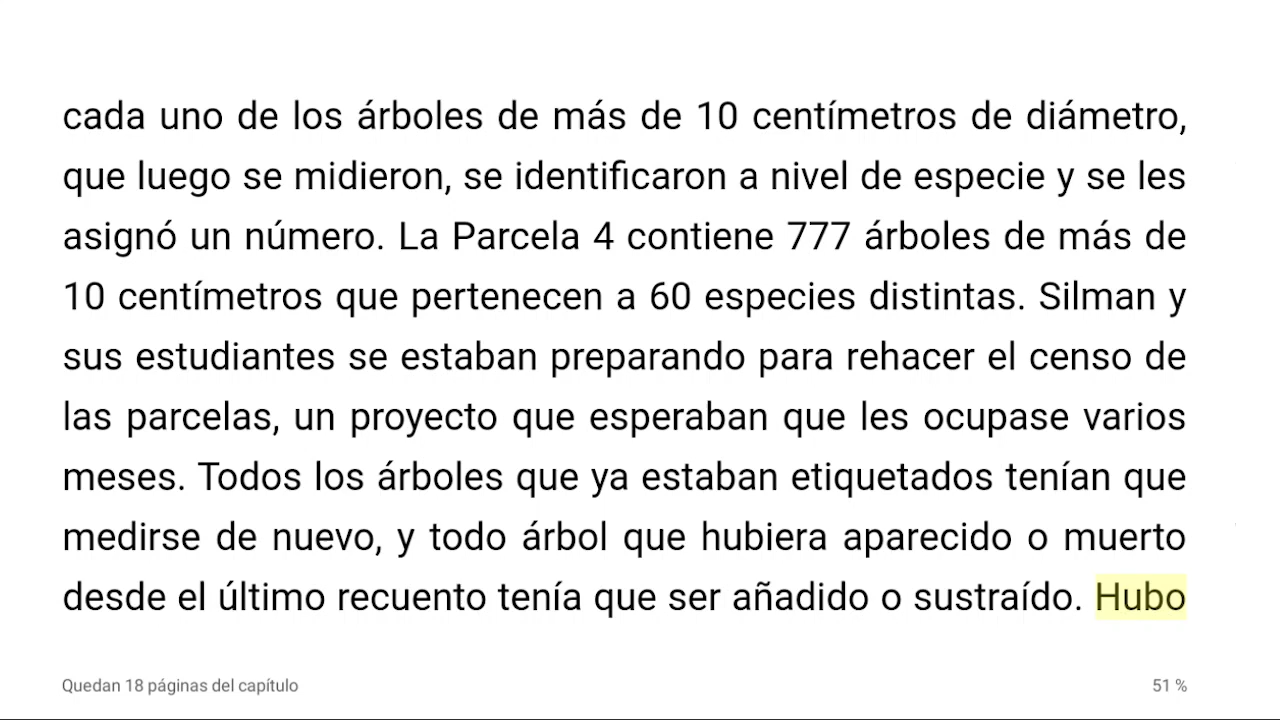 cada uno de los árboles de más de 10 centímetros de diámetro,
que luego se midieron, se identificaron a nivel de especie y se les
asignó un número. La Parcela 4 contiene 777 árboles de más de
10 centímetros que pertenecen a 60 especies distintas. Silman y
sus estudiantes se estaban preparando para rehacer el censo de
las parcelas, un proyecto que esperaban que les ocupase varios
meses. Todos los árboles que ya estaban etiquetados tenían que
medirse de nuevo, y todo árbol que hubiera aparecido o muerto
desde el último recuento tenía que ser añadido o sustraído. Hubo
Quedan 18 páginas del capítulo
51 %